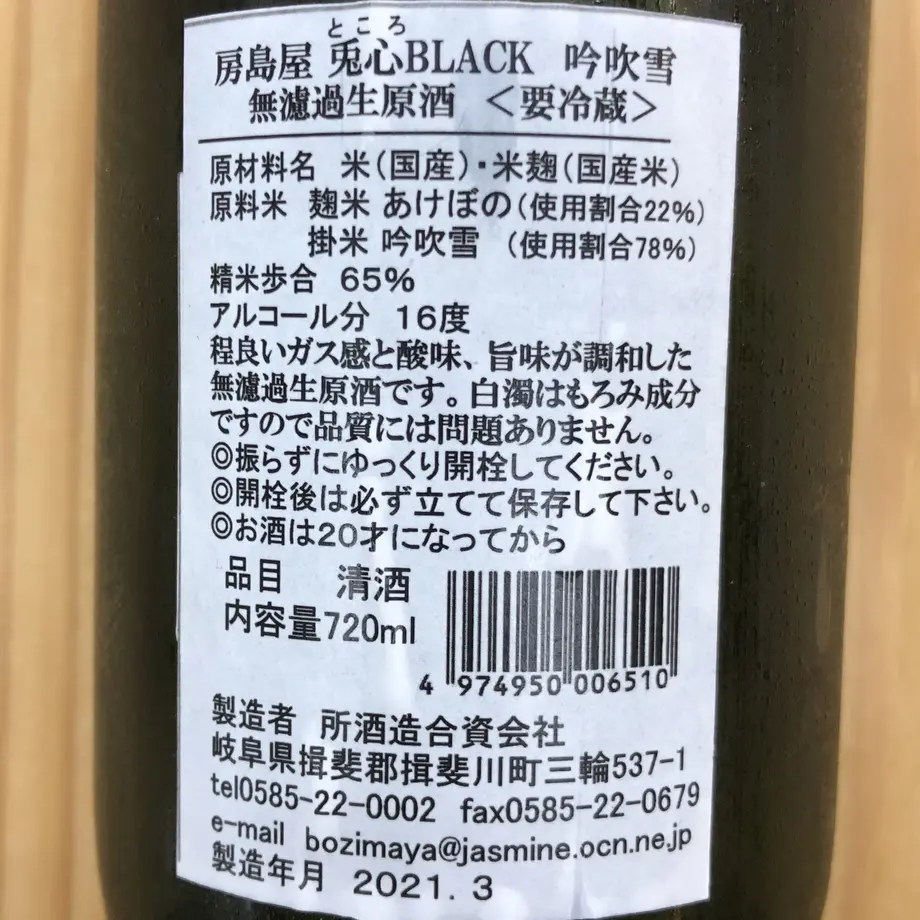 ところ
房島屋 兎心BLACK 吟吹雪
無濾過生原酒 <要冷蔵>
原材料名 米(国産)・米麹(国産米)
原料米 麹米 あけぼの(使用割合22%)
掛米 吟吹雪 (使用割合78%)
精米歩合 65%
アルコール分 16度
程良いガス感と酸味、旨味が調和した
無濾過生原酒です。白濁はもろみ成分
ですので品質には問題ありません。
◎振らずにゆっくり開栓してください。
◎開栓後は必ず立てて保存して下さい。
◎お酒は20才になってから
品目 清酒
内容量720ml
4 974950 006510
製造者 所酒造合資会社
岐阜県揖斐郡揖斐川町三輪537-1
tel0585-22-0002 fax0585-22-0679
e-mail bozimaya@jasmine.ocn.ne.jp
製造年月 2021.3